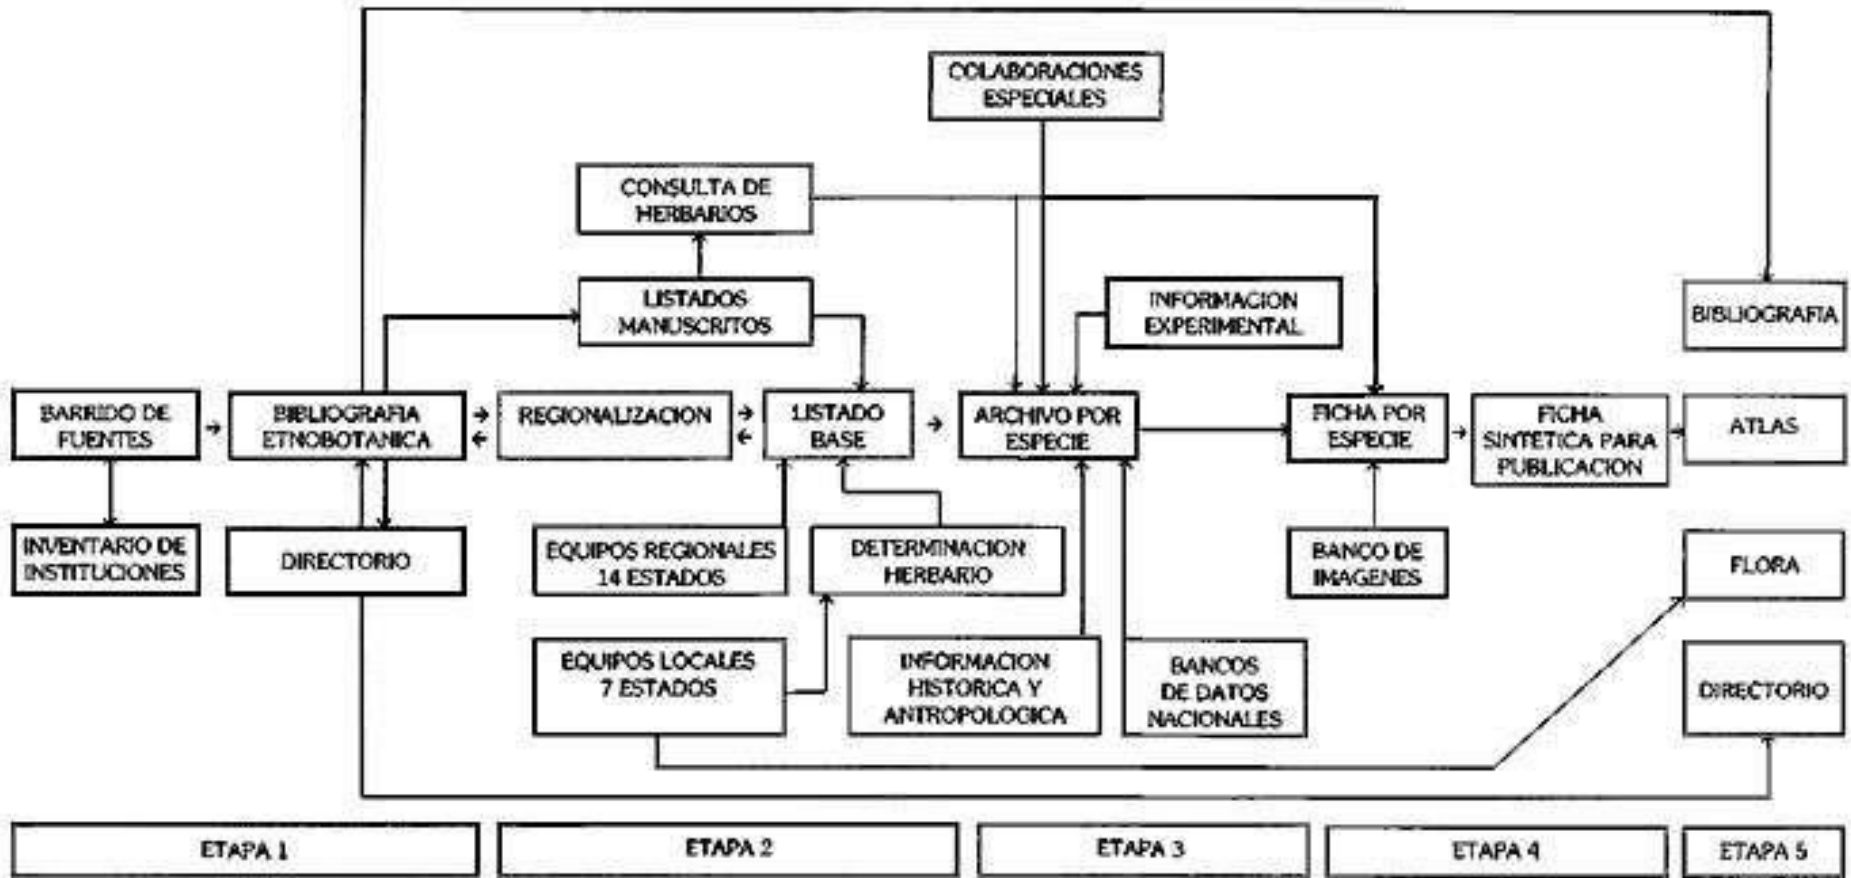 COLABORACIONES
ESPECIALES
CONSULTA DE
HERBARIOS
LISTADOS
MANUSCRITOS
INFORMACION
EXPERIMENTAL
BIBLIOGRAFIA
BARRIDO DE
FUENTES
BIBLIOGRAFIA
ETNOBOTANICA
REGIONALIZACION
LISTADO
BASE
ARCHIVO POR
ESPECIE
FICHA POR
ESPECIE
FICHA
SINTETICA PARA
PUBLICACION
ATLAS
INVENTARIO DE
INSTITUCIONES
DIRECTORIO
EQUIPOS REGIONALES
14 ESTADOS
DETERMINACION
HERBARIO
BANCO DE
IMAGENES
FLORA
EQUIPOS LOCALES
7 ESTADOS
INFORMACION
HISTORICA Y
ANTROPOLOGICA
BANCOS
DE DATOS
NACIONALES
DIRECTORIO
ETAPA 1
ETAPA 2
ETAPA 3
ETAPA 4
ETAPA 5